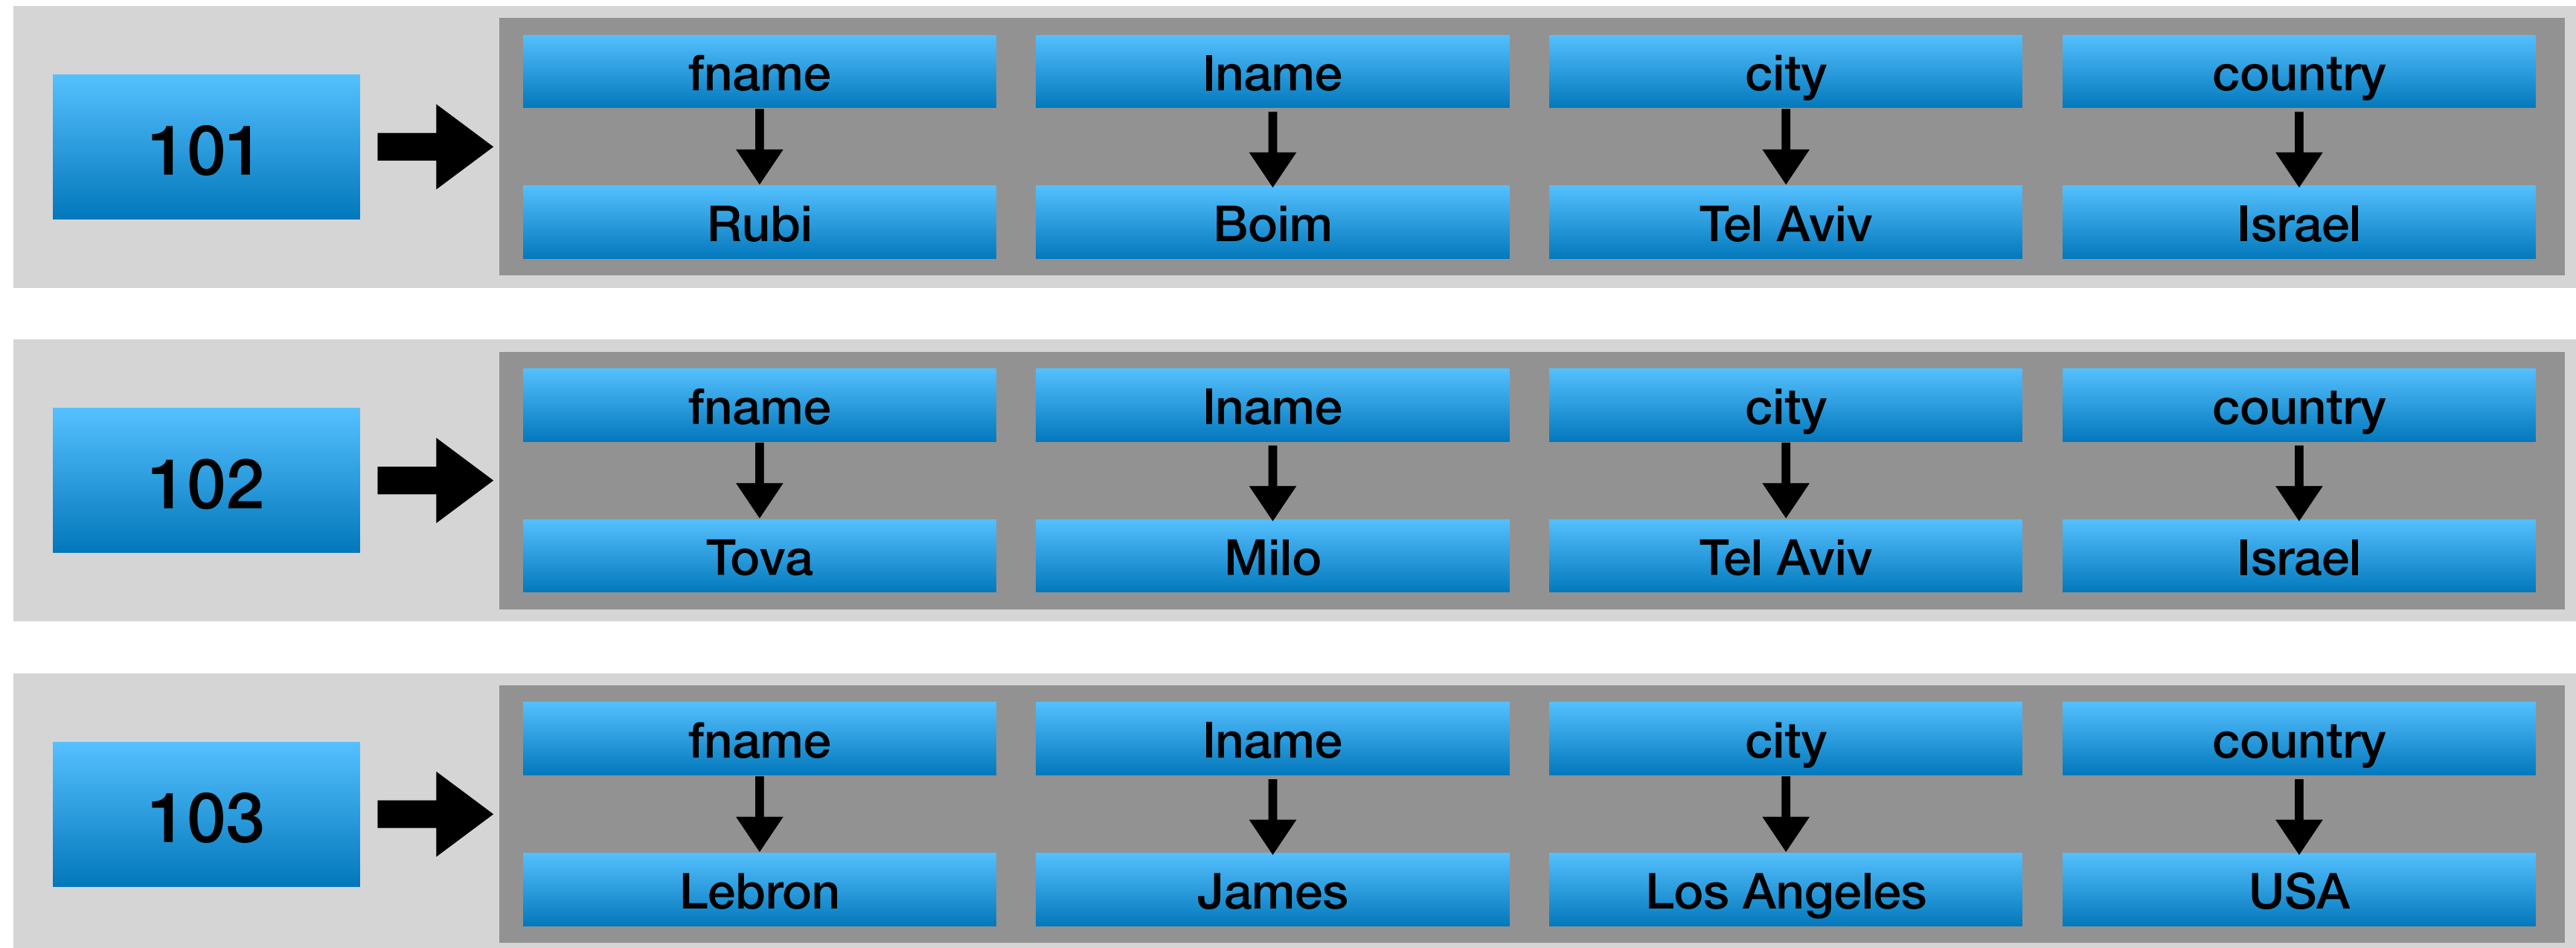 fname lname city country
101
Rubi Boim Tel Aviv Israel
fname lname city country
102
Tova Milo Tel Aviv Israel
fname lname city country
103
Lebron James Los Angeles USA